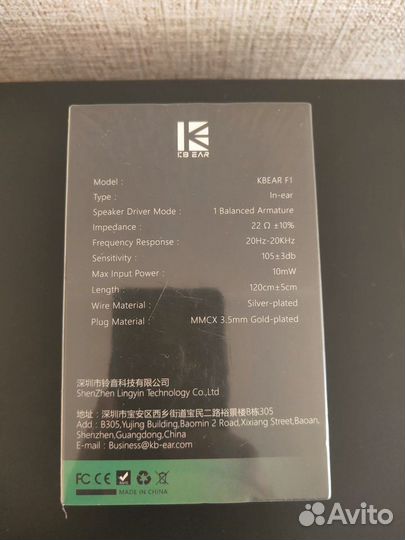 KB EAR
Model : KBEAR F1
Type : In-ear
Speaker Driver Mode : 1 Balanced Armature
Impedance : 22 Ω ±10%
Frequency Response : 20Hz-20KHz
Sensitivity : 105±3db
Max Input Power : 10mW
Length : 120cm±5cm
Wire Material : Silver-plated
Plug Material : MMCX 3.5mm Gold-plated
深圳市铃音科技有限公司
ShenZhen Lingyin Technology Co.,Ltd
地址：深圳市宝安区西乡街道宝民二路裕景楼B栋305
Add : B305,Yujing Building,Baomin 2 Road,Xixiang Street,Baoan,
Shenzhen,Guangdong,China
E-mail : Business@kb-ear.com
FC CE
MADE IN CHINA
Avito